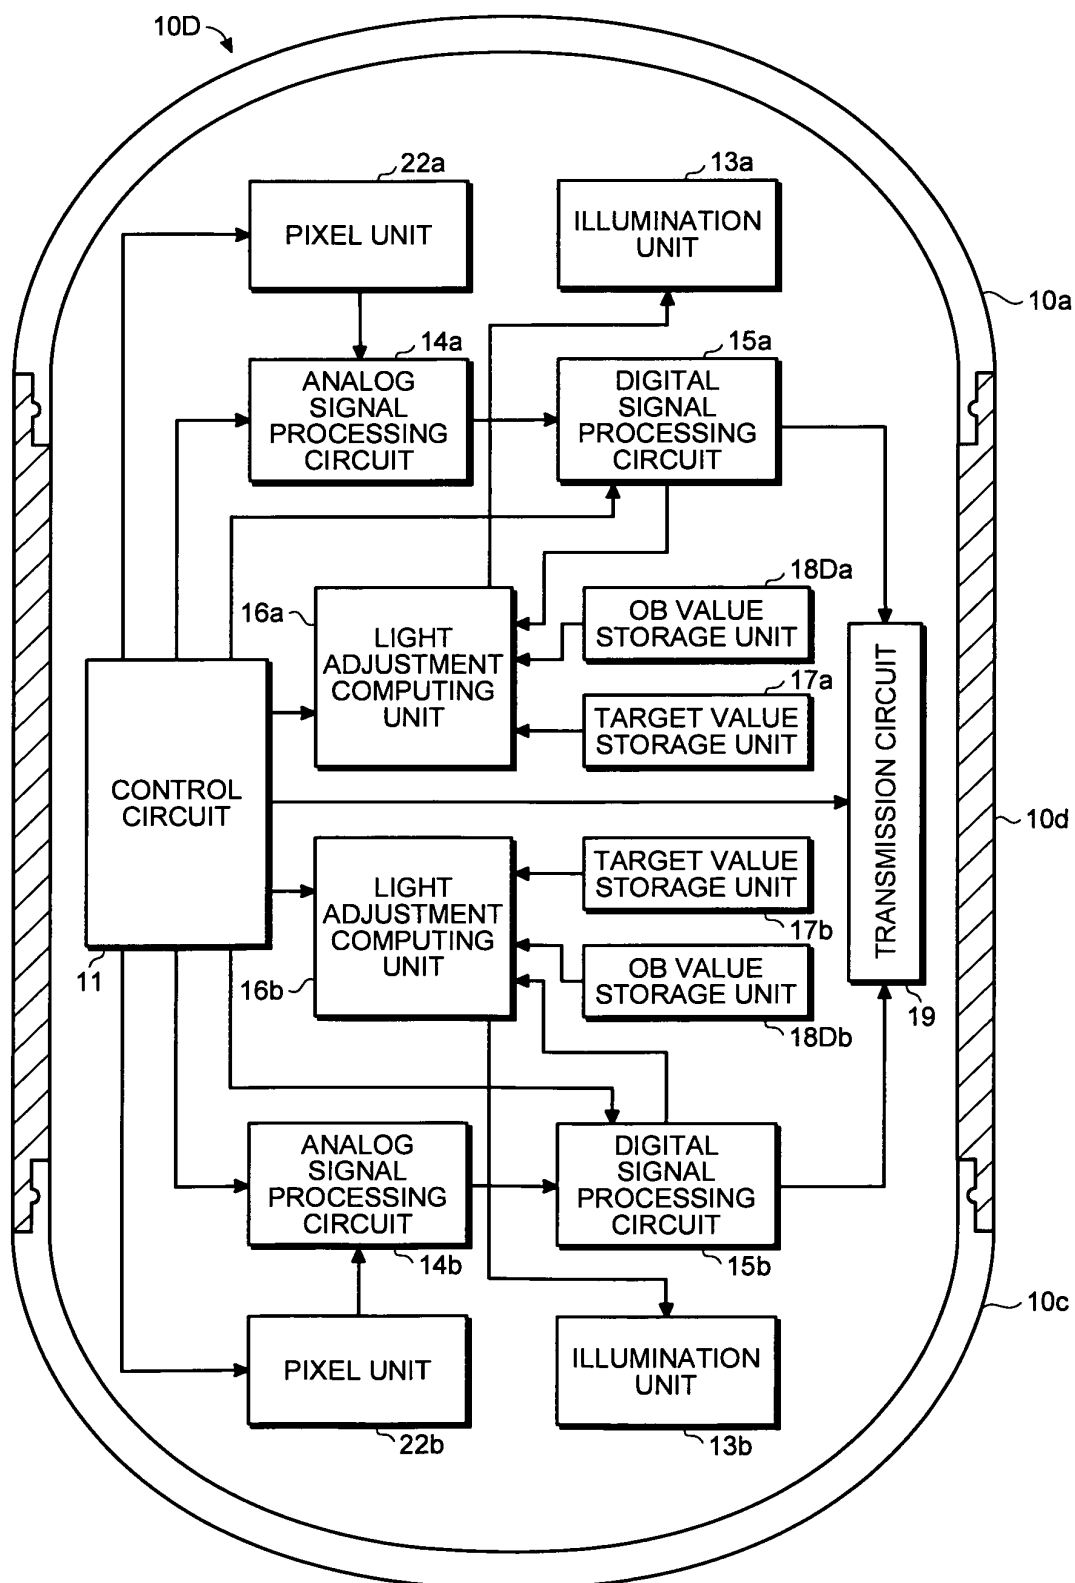 10D
22a
13a
PIXEL UNIT
ILLUMINATION
UNIT
10a
14a
15a
ANALOG
SIGNAL
PROCESSING
CIRCUIT
DIGITAL
SIGNAL
PROCESSING
CIRCUIT
16a
LIGHT
ADJUSTMENT
COMPUTING
UNIT
18Da
OB VALUE
STORAGE UNIT
17a
TARGET VALUE
STORAGE UNIT
CONTROL
CIRCUIT
11
TRANSMISSION CIRCUIT
19
10d
LIGHT
ADJUSTMENT
COMPUTING
UNIT
16b
TARGET VALUE
STORAGE UNIT
17b
OB VALUE
STORAGE UNIT
18Db
ANALOG
SIGNAL
PROCESSING
CIRCUIT
14b
DIGITAL
SIGNAL
PROCESSING
CIRCUIT
15b
10c
PIXEL UNIT
22b
ILLUMINATION
UNIT
13b